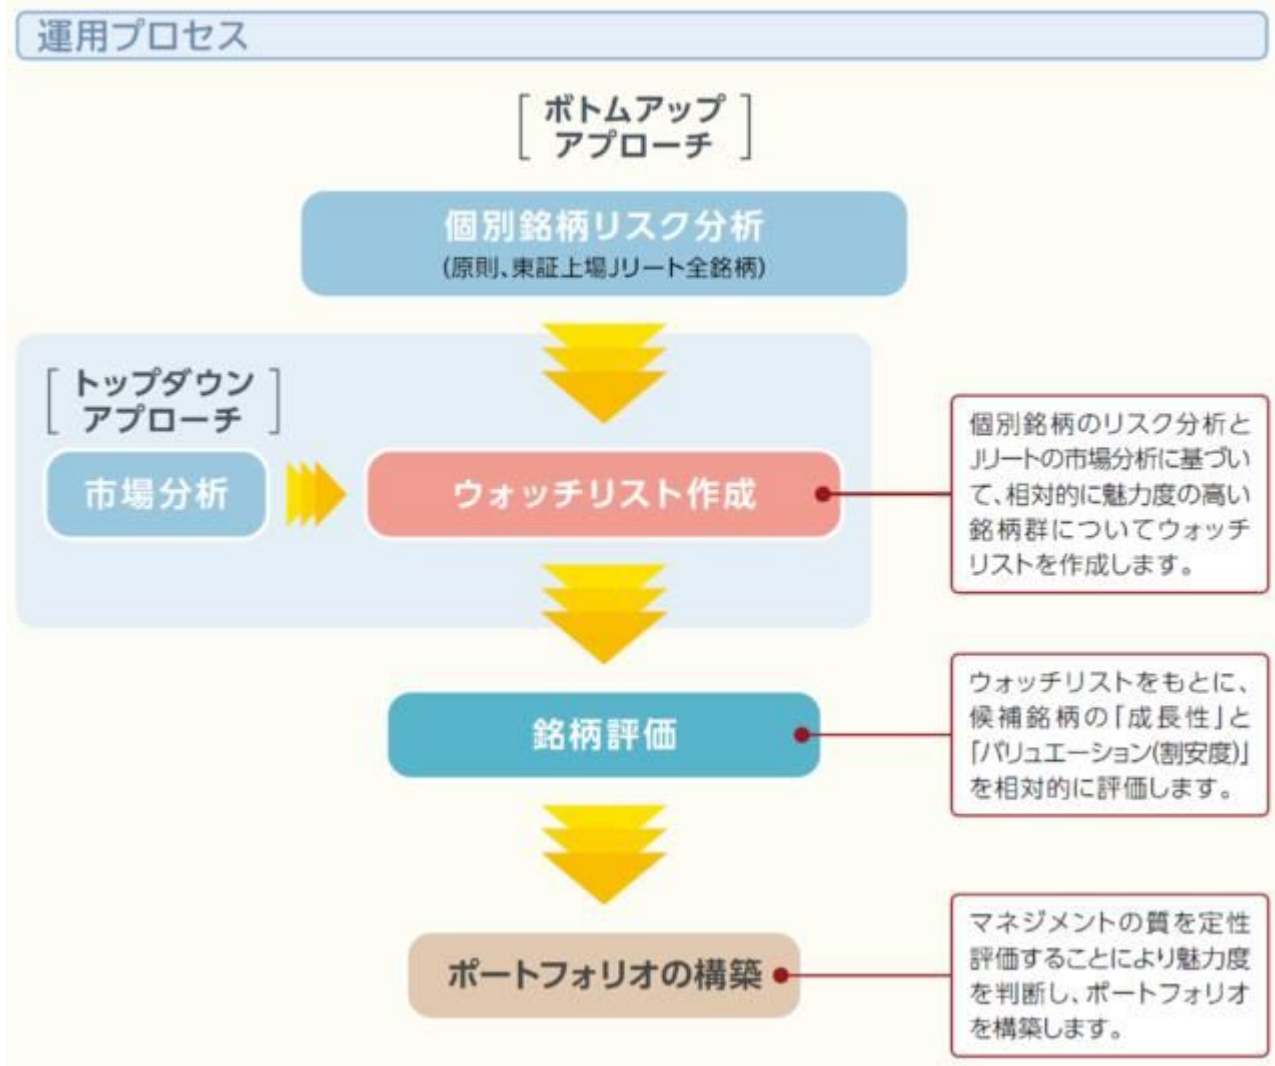 運用プロセス
ボトムアップ
アプローチ
個別銘柄リスク分析
(原則、東証上場Jリート全銘柄)
トップダウン
アプローチ
市場分析
ウォッチリスト作成
個別銘柄のリスク分析と
Jリートの市場分析に基づい
て、相対的に魅力度の高い
銘柄群についてウォッチ
リストを作成します。
銘柄評価
ウォッチリストをもとに、
候補銘柄の「成長性」と
「バリュエーション(割安度)」
を相対的に評価します。
ポートフォリオの構築
マネジメントの質を定性
評価することにより魅力度
を判断し、ポートフォリオ
を構築します。